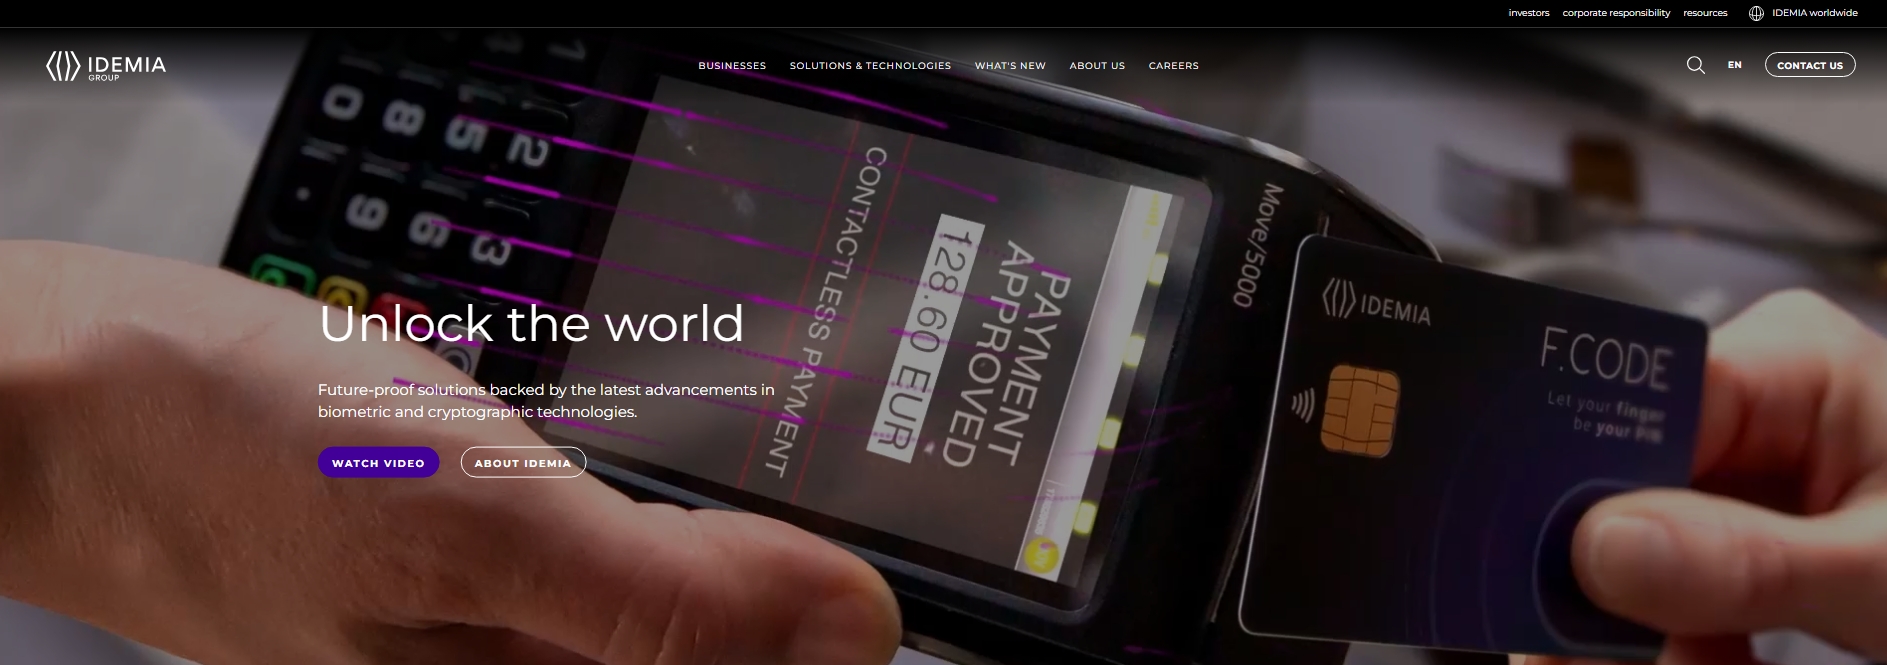 investors corporate responsibility resources IDEMIA worldwide
IDEMIA
GROUP
BUSINESSES SOLUTIONS & TECHNOLOGIES WHAT'S NEW ABOUT US CAREERS
EN CONTACT US
0 8 5 2
. 9 6 3
CONTACTLESS PAYMENT
128.60 EUR
PAYMENT
APPROVED
Move/5000
IDEMIA
F.CODE
Let your finger
be your PIN
Unlock the world
Future-proof solutions backed by the latest advancements in
biometric and cryptographic technologies.
WATCH VIDEO ABOUT IDEMIA